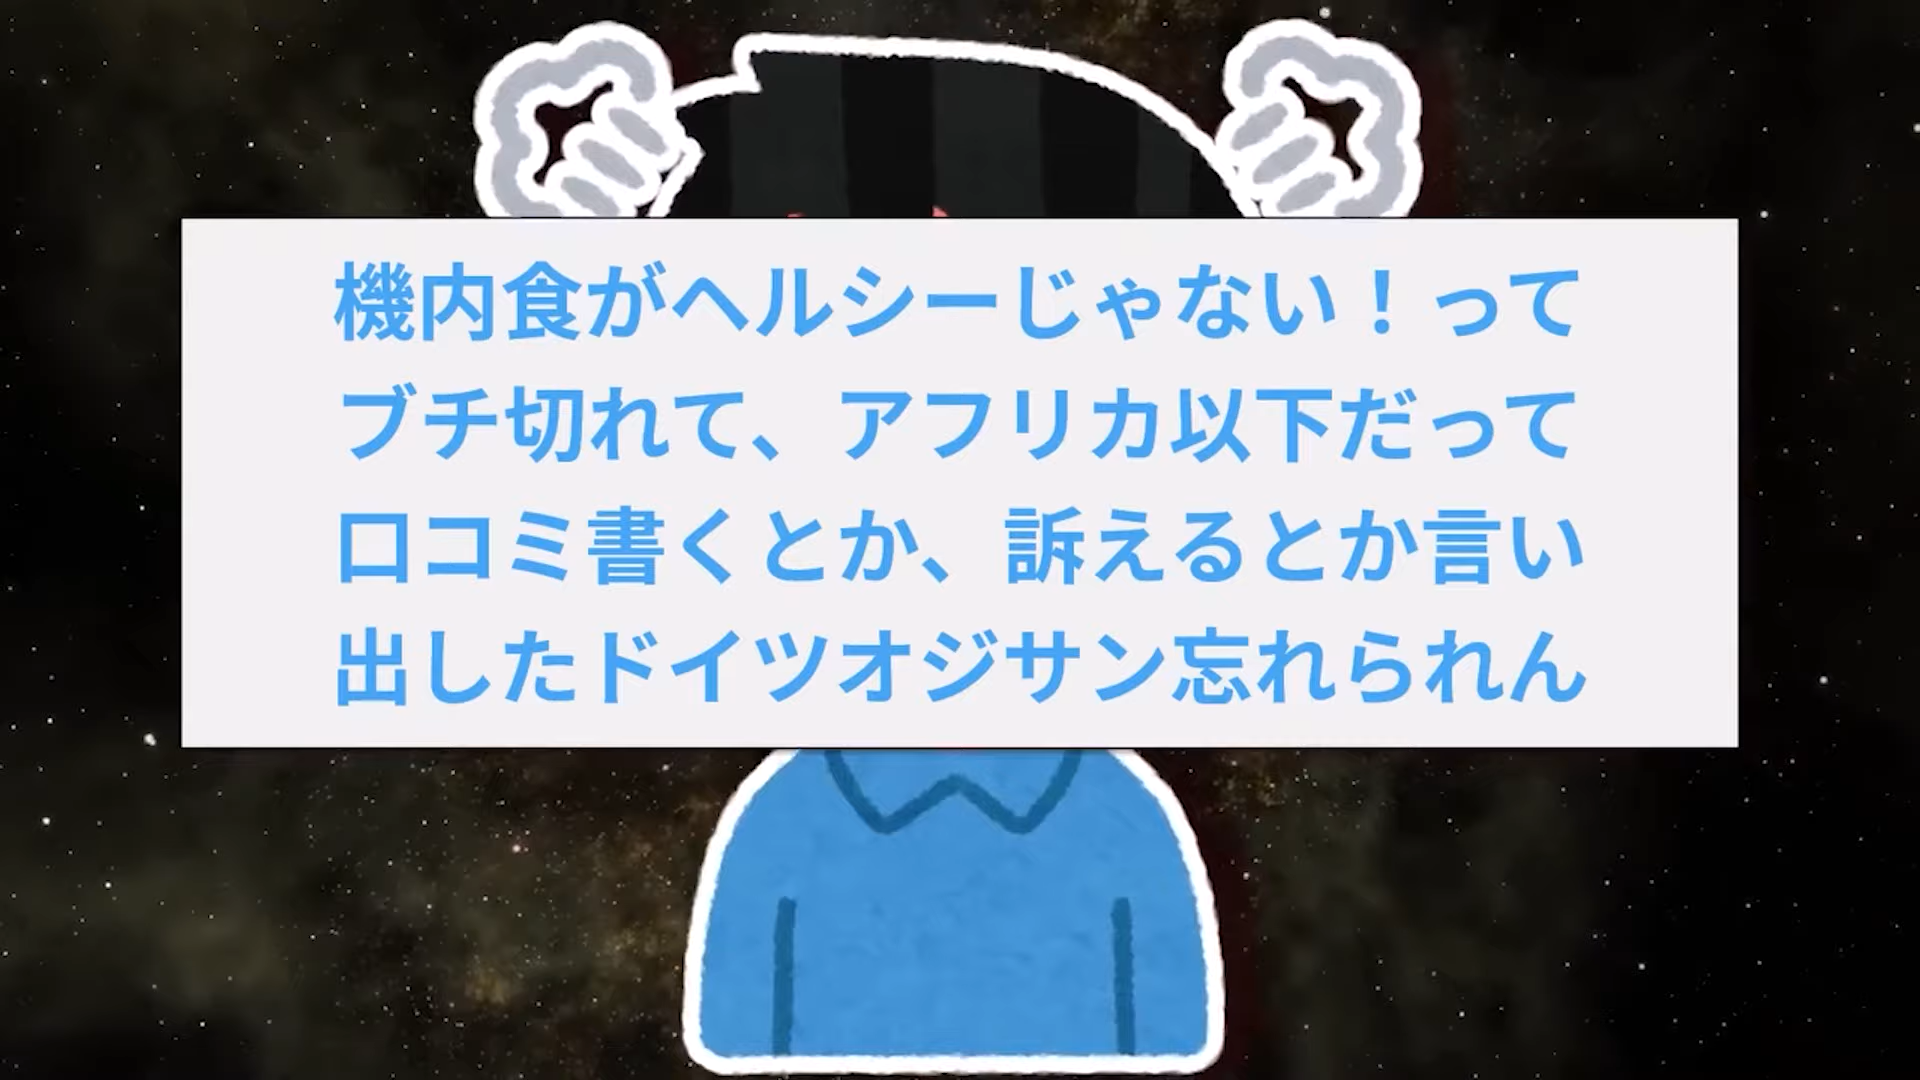 機内食がヘルシーじゃない！って
ブチ切れて、アフリカ以下だって
口コミ書くとか、訴えるとか言い
出したドイツオジサン忘れられん